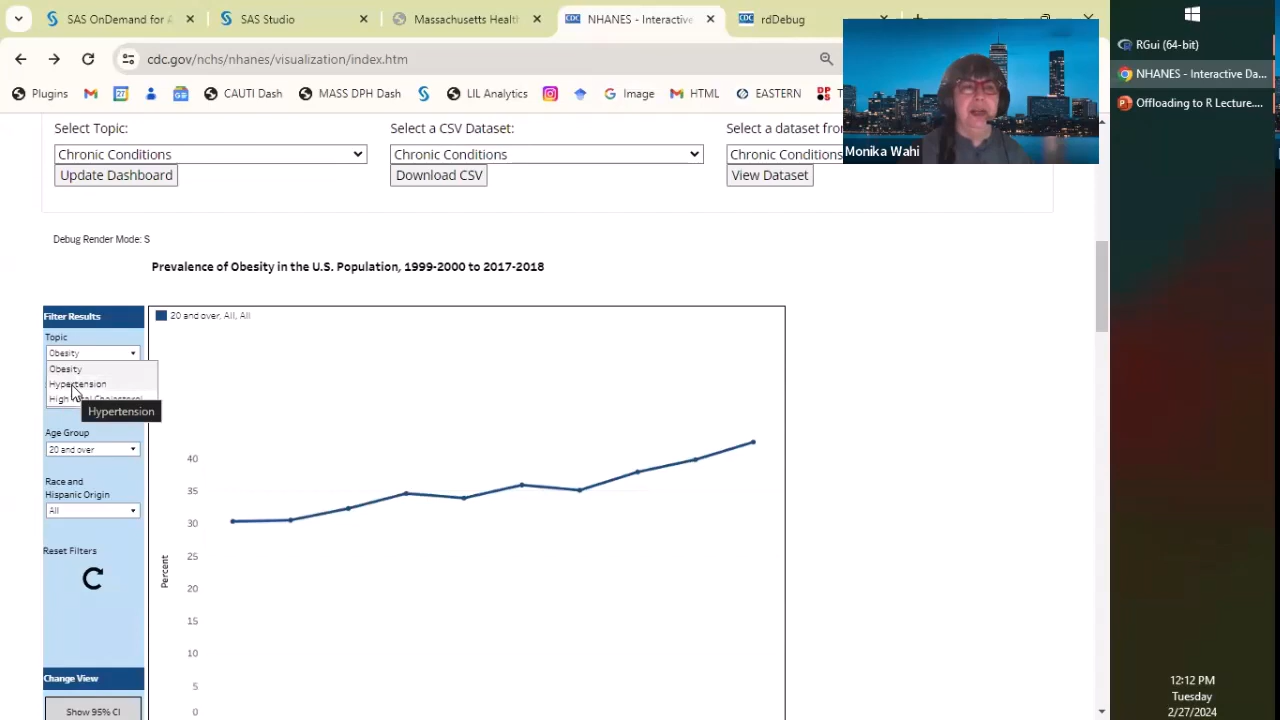 SAS OnDemand for A
SAS Studio
Massachusetts Healt
NHANES - Interactive
rdDebug
cdc.gov/nchs/nhanes/visualization/index.htm
Plugins
CAUTI Dash
MASS DPH Dash
LIL Analytics
Image
HTML
EASTERN
T
Monika Wahi
RGui (64-bit)
NHANES - Interactive Da...
Offloading to R Lecture....
Select Topic:
Select a CSV Dataset:
Select a dataset from
Chronic Conditions
Chronic Conditions
Chronic Conditions
Update Dashboard
Download CSV
View Dataset
Debug Render Mode: S
Prevalence of Obesity in the U.S. Population, 1999-2000 to 2017-2018
Filter Results
Topic
Obesity
Obesity
Hypertension
Hypertension
Age Group
20 and over
Race and
Hispanic Origin
All
Reset Filters
Change View
Show 95% CI
20 and over, All, All
40
35
30
25
20
15
10
5
0
Percent
12:12 PM
Tuesday
2/27/2024